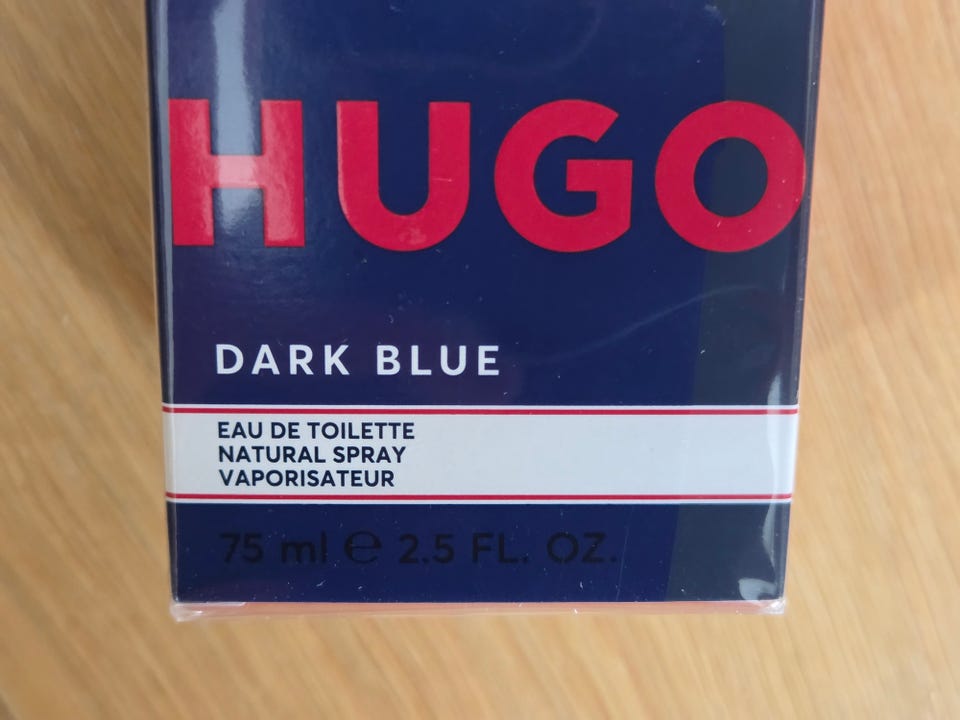 HUGO
DARK BLUE
EAU DE TOILETTE
NATURAL SPRAY
VAPORISATEUR
75 ml ℮ 2.5 FL. OZ.